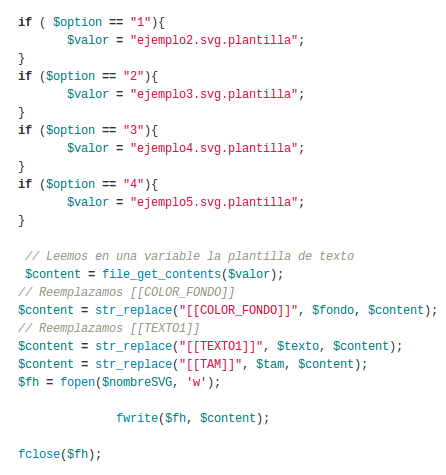 if ( $option == "1"){
$valor = "ejemplo2.svg.plantilla";
}
if ($option == "2"){
$valor = "ejemplo3.svg.plantilla";
}
if ($option == "3"){
$valor = "ejemplo4.svg.plantilla";
}
if ($option == "4"){
$valor = "ejemplo5.svg.plantilla";
}
// Leemos en una variable la plantilla de texto
$content = file_get_contents($valor);
// Reemplazamos [[COLOR_FONDO]]
$content = str_replace("[[COLOR_FONDO]]", $fondo, $content);
// Reemplazamos [[TEXTO1]]
$content = str_replace("[[TEXTO1]]", $texto, $content);
$content = str_replace("[[TAM]]", $tam, $content);
$fh = fopen($nombreSVG, 'w');
fwrite($fh, $content);
fclose($fh);